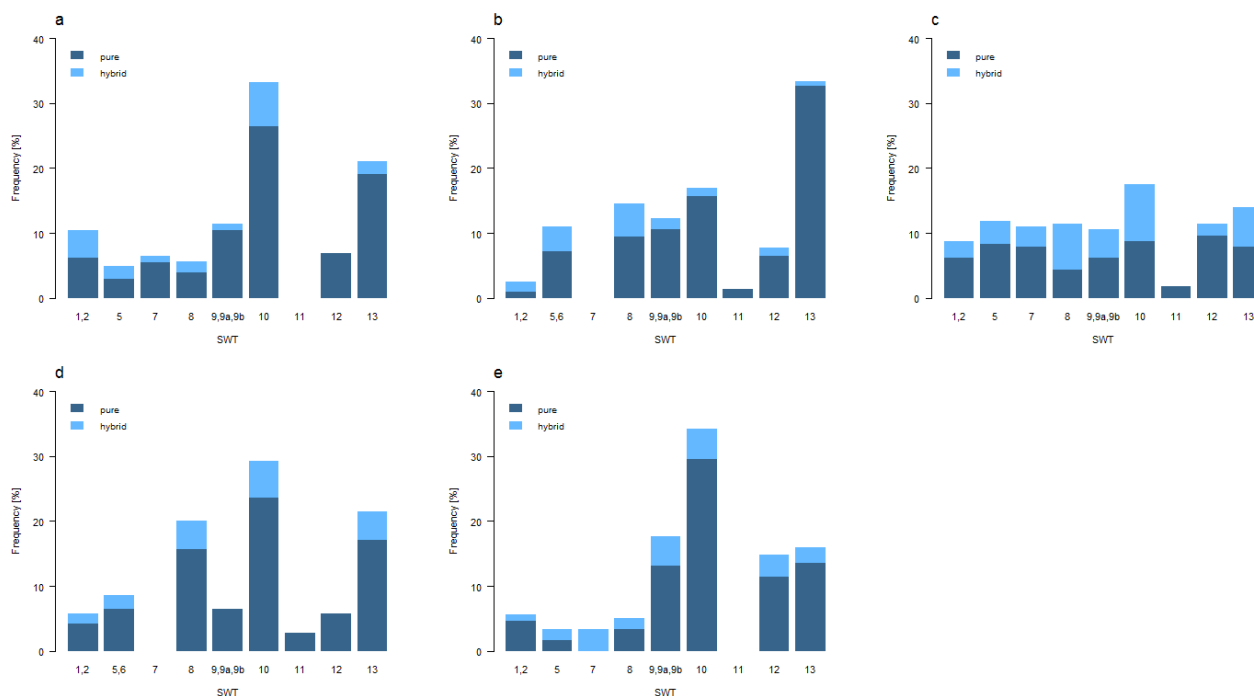 a
40
30
20
10
0
Frequency [%]
pure
hybrid
1,2 5 7 8 9,9a,9b 10 11 12 13
SWT
b
40
30
20
10
0
Frequency [%]
pure
hybrid
1,2 5,6 7 8 9,9a,9b 10 11 12 13
SWT
c
40
30
20
10
0
Frequency [%]
pure
hybrid
1,2 5 7 8 9,9a,9b 10 11 12 13
SWT
d
40
30
20
10
0
Frequency [%]
pure
hybrid
1,2 5,6 7 8 9,9a,9b 10 11 12 13
SWT
e
40
30
20
10
0
Frequency [%]
pure
hybrid
1,2 5 7 8 9,9a,9b 10 11 12 13
SWT